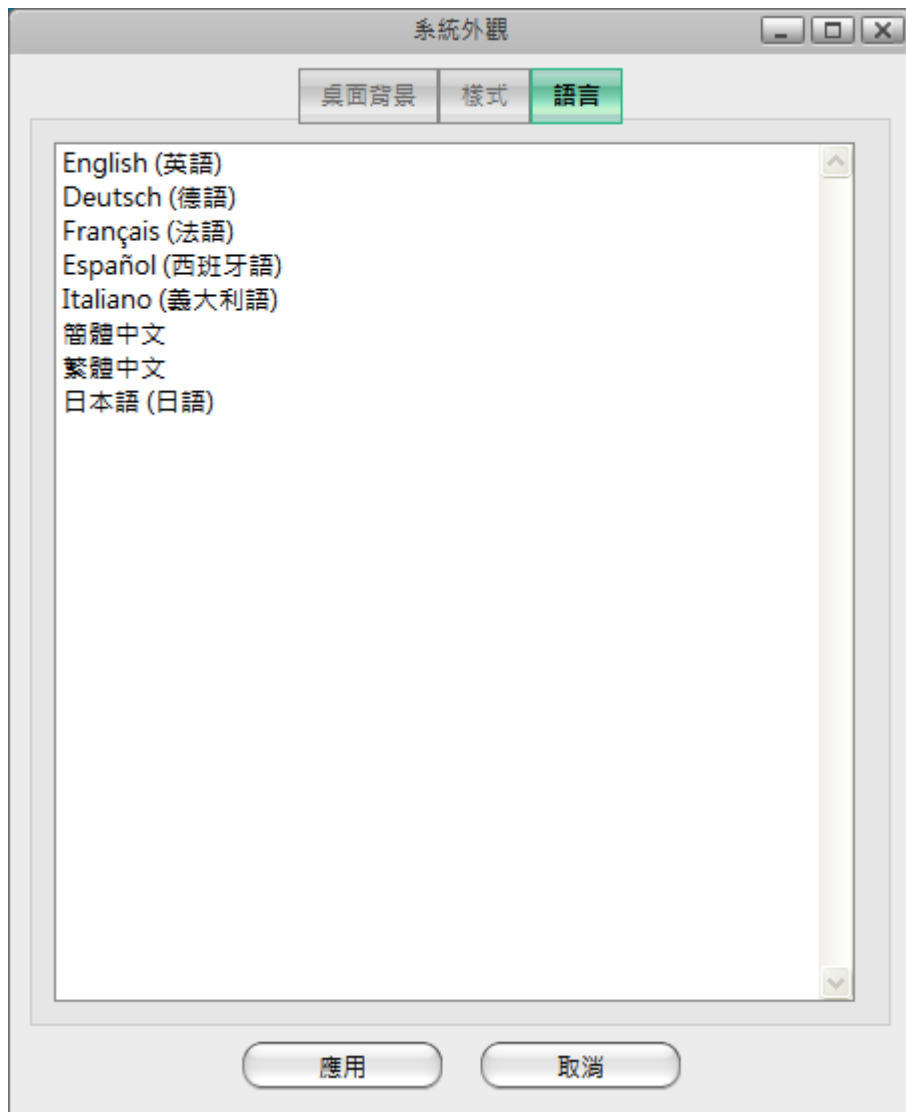 系統外觀
桌面背景 樣式 語言
English (英語)
Deutsch (德語)
Français (法語)
Español (西班牙語)
Italiano (義大利語)
簡體中文
繁體中文
日本語 (日語)
應用 取消